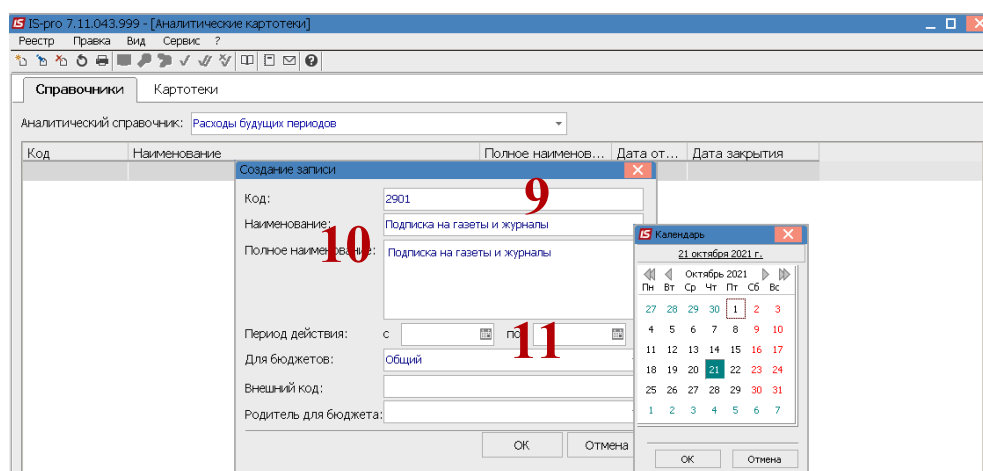 IS-pro 7.11.043.999 - [Аналитические картотеки]
Реестр Правка Вид Сервис ?
Справочники Картотеки
Аналитический справочник: Расходы будущих периодов
Код Наименование Полное наименов... Дата от... Дата закрытия
Создание записи
Код: 2901 9
Наименование: Подписка на газеты и журналы
10
Полное наименование: Подписка на газеты и журналы
Период действия: с по 11
Для бюджетов: Общий
Внешний код:
Родитель для бюджета:
ОК Отмена
Календарь
21 октября 2021 г.
Октябрь 2021
Пн Вт Ср Чт Пт Сб Вс
27 28 29 30 1 2 3
4 5 6 7 8 9 10
11 12 13 14 15 16 17
18 19 20 21 22 23 24
25 26 27 28 29 30 31
1 2 3 4 5 6 7
ОК Отмена